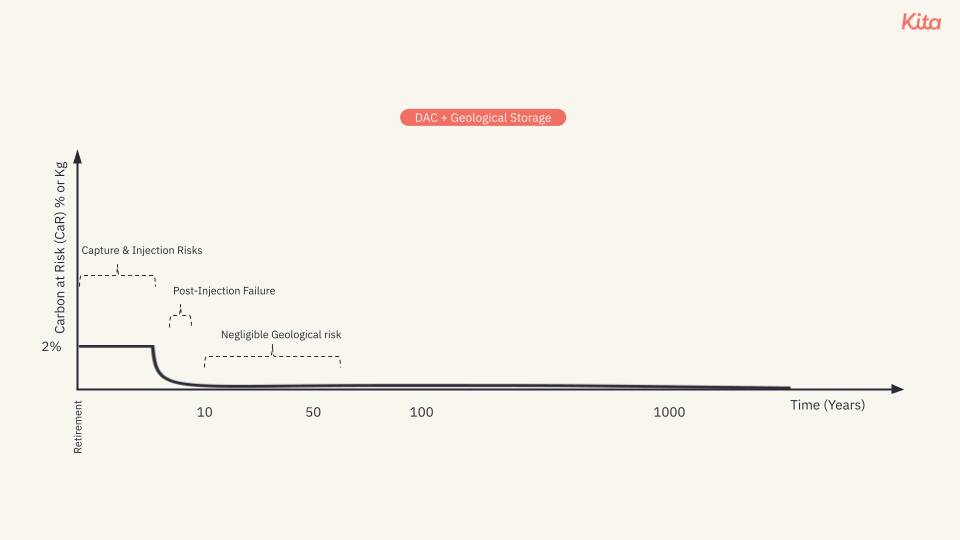 Kita
DAC + Geological Storage
Carbon at Risk (CaR) % or Kg
Capture & Injection Risks
Post-Injection Failure
Negligible Geological risk
2%
Retirement
10
50
100
1000
Time (Years)